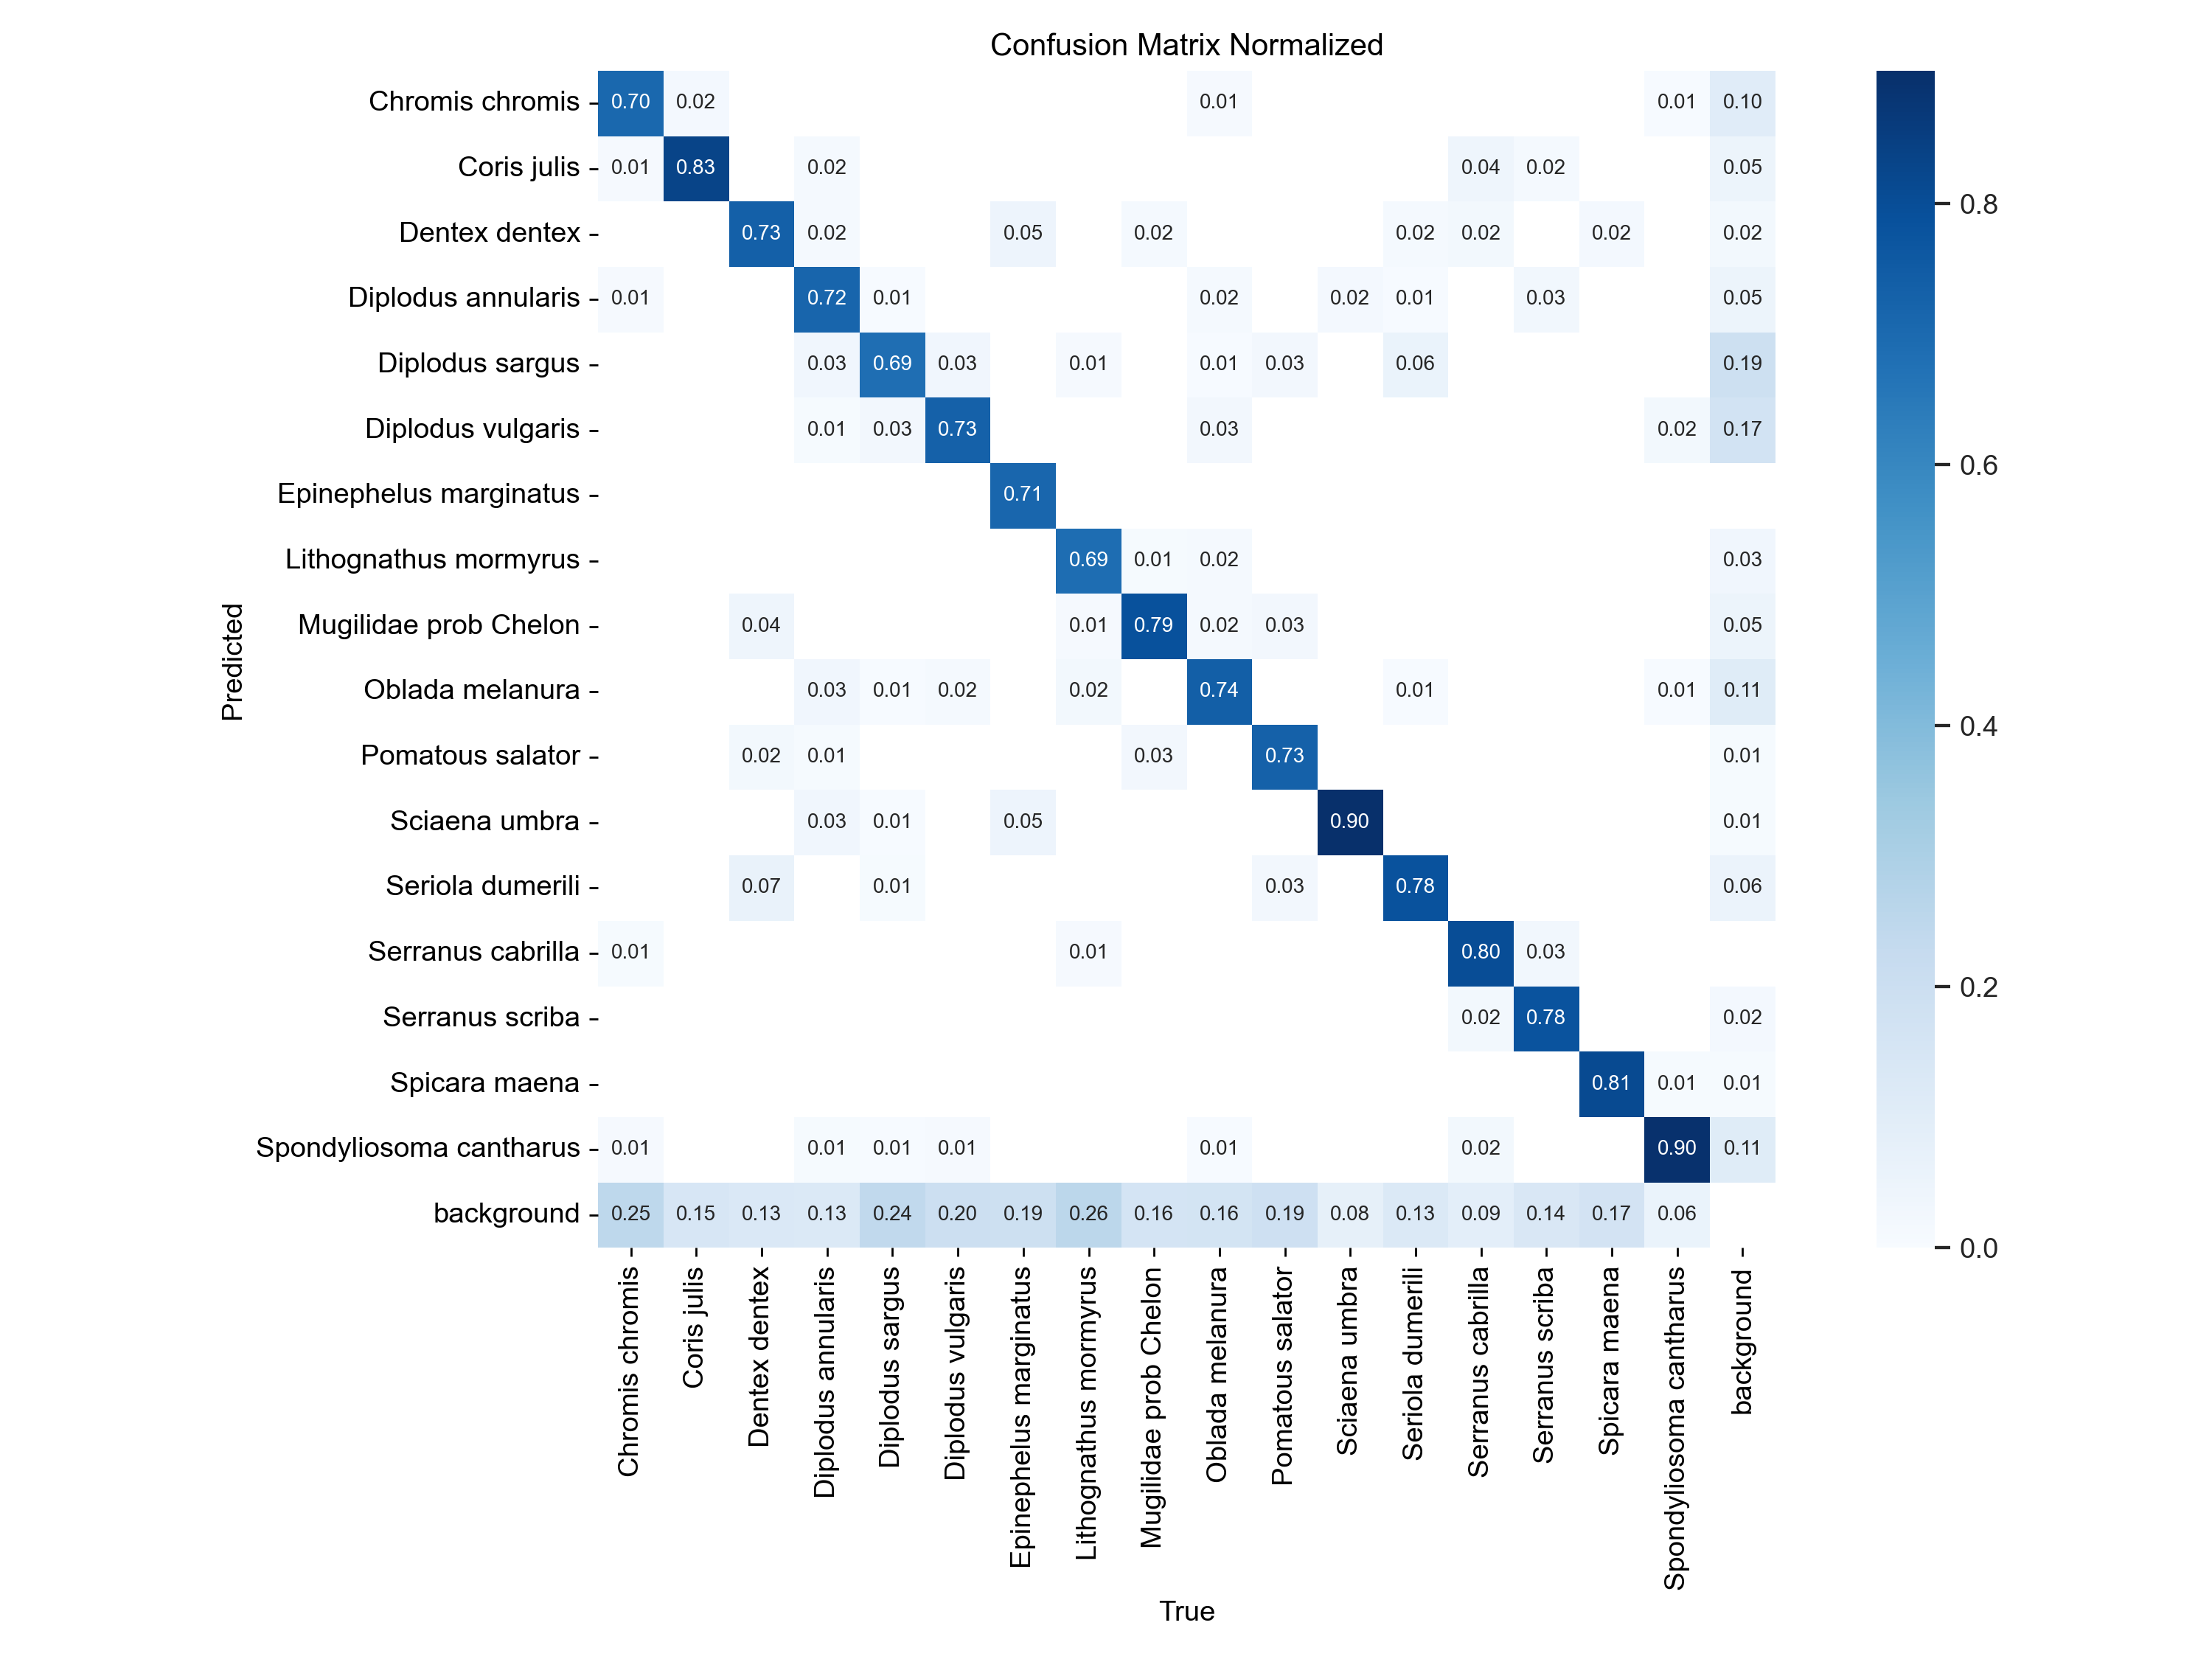 Confusion Matrix Normalized
Chromis chromis 0.70 0.02 0.01 0.01 0.10
Coris julis 0.01 0.83 0.02 0.04 0.02 0.05
0.8
Dentex dentex 0.73 0.02 0.05 0.02 0.02 0.02 0.02 0.02
Diplodus annularis 0.01 0.72 0.01 0.02 0.02 0.01 0.03 0.05
Diplodus sargus 0.03 0.69 0.03 0.01 0.01 0.03 0.06 0.19
Diplodus vulgaris 0.01 0.03 0.73 0.03 0.02 0.17
0.6
Epinephelus marginatus 0.71
Lithognathus mormyrus 0.69 0.01 0.02 0.03
Mugilidae prob Chelon 0.04 0.01 0.79 0.02 0.03 0.05
Predicted
Oblada melanura 0.03 0.01 0.02 0.02 0.74 0.01 0.01 0.11
0.4
Pomatous salator 0.02 0.01 0.03 0.73 0.01
Sciaena umbra 0.03 0.01 0.05 0.90 0.01
Seriola dumerili 0.07 0.01 0.03 0.78 0.06
Serranus cabrilla 0.01 0.01 0.80 0.03
0.2
Serranus scriba 0.02 0.78 0.02
Spicara maena 0.81 0.01 0.01
Spondyliosoma cantharus 0.01 0.01 0.01 0.01 0.01 0.02 0.90 0.11
background 0.25 0.15 0.13 0.13 0.24 0.20 0.19 0.26 0.16 0.16 0.19 0.08 0.13 0.09 0.14 0.17 0.06
0.0
Chromis chromis
Coris julis
Dentex dentex
Diplodus annularis
Diplodus sargus
Diplodus vulgaris
Epinephelus marginatus
Lithognathus mormyrus
Mugilidae prob Chelon
Oblada melanura
Pomatous salator
Sciaena umbra
Seriola dumerili
Serranus cabrilla
Serranus scriba
Spicara maena
Spondyliosoma cantharus
background
True